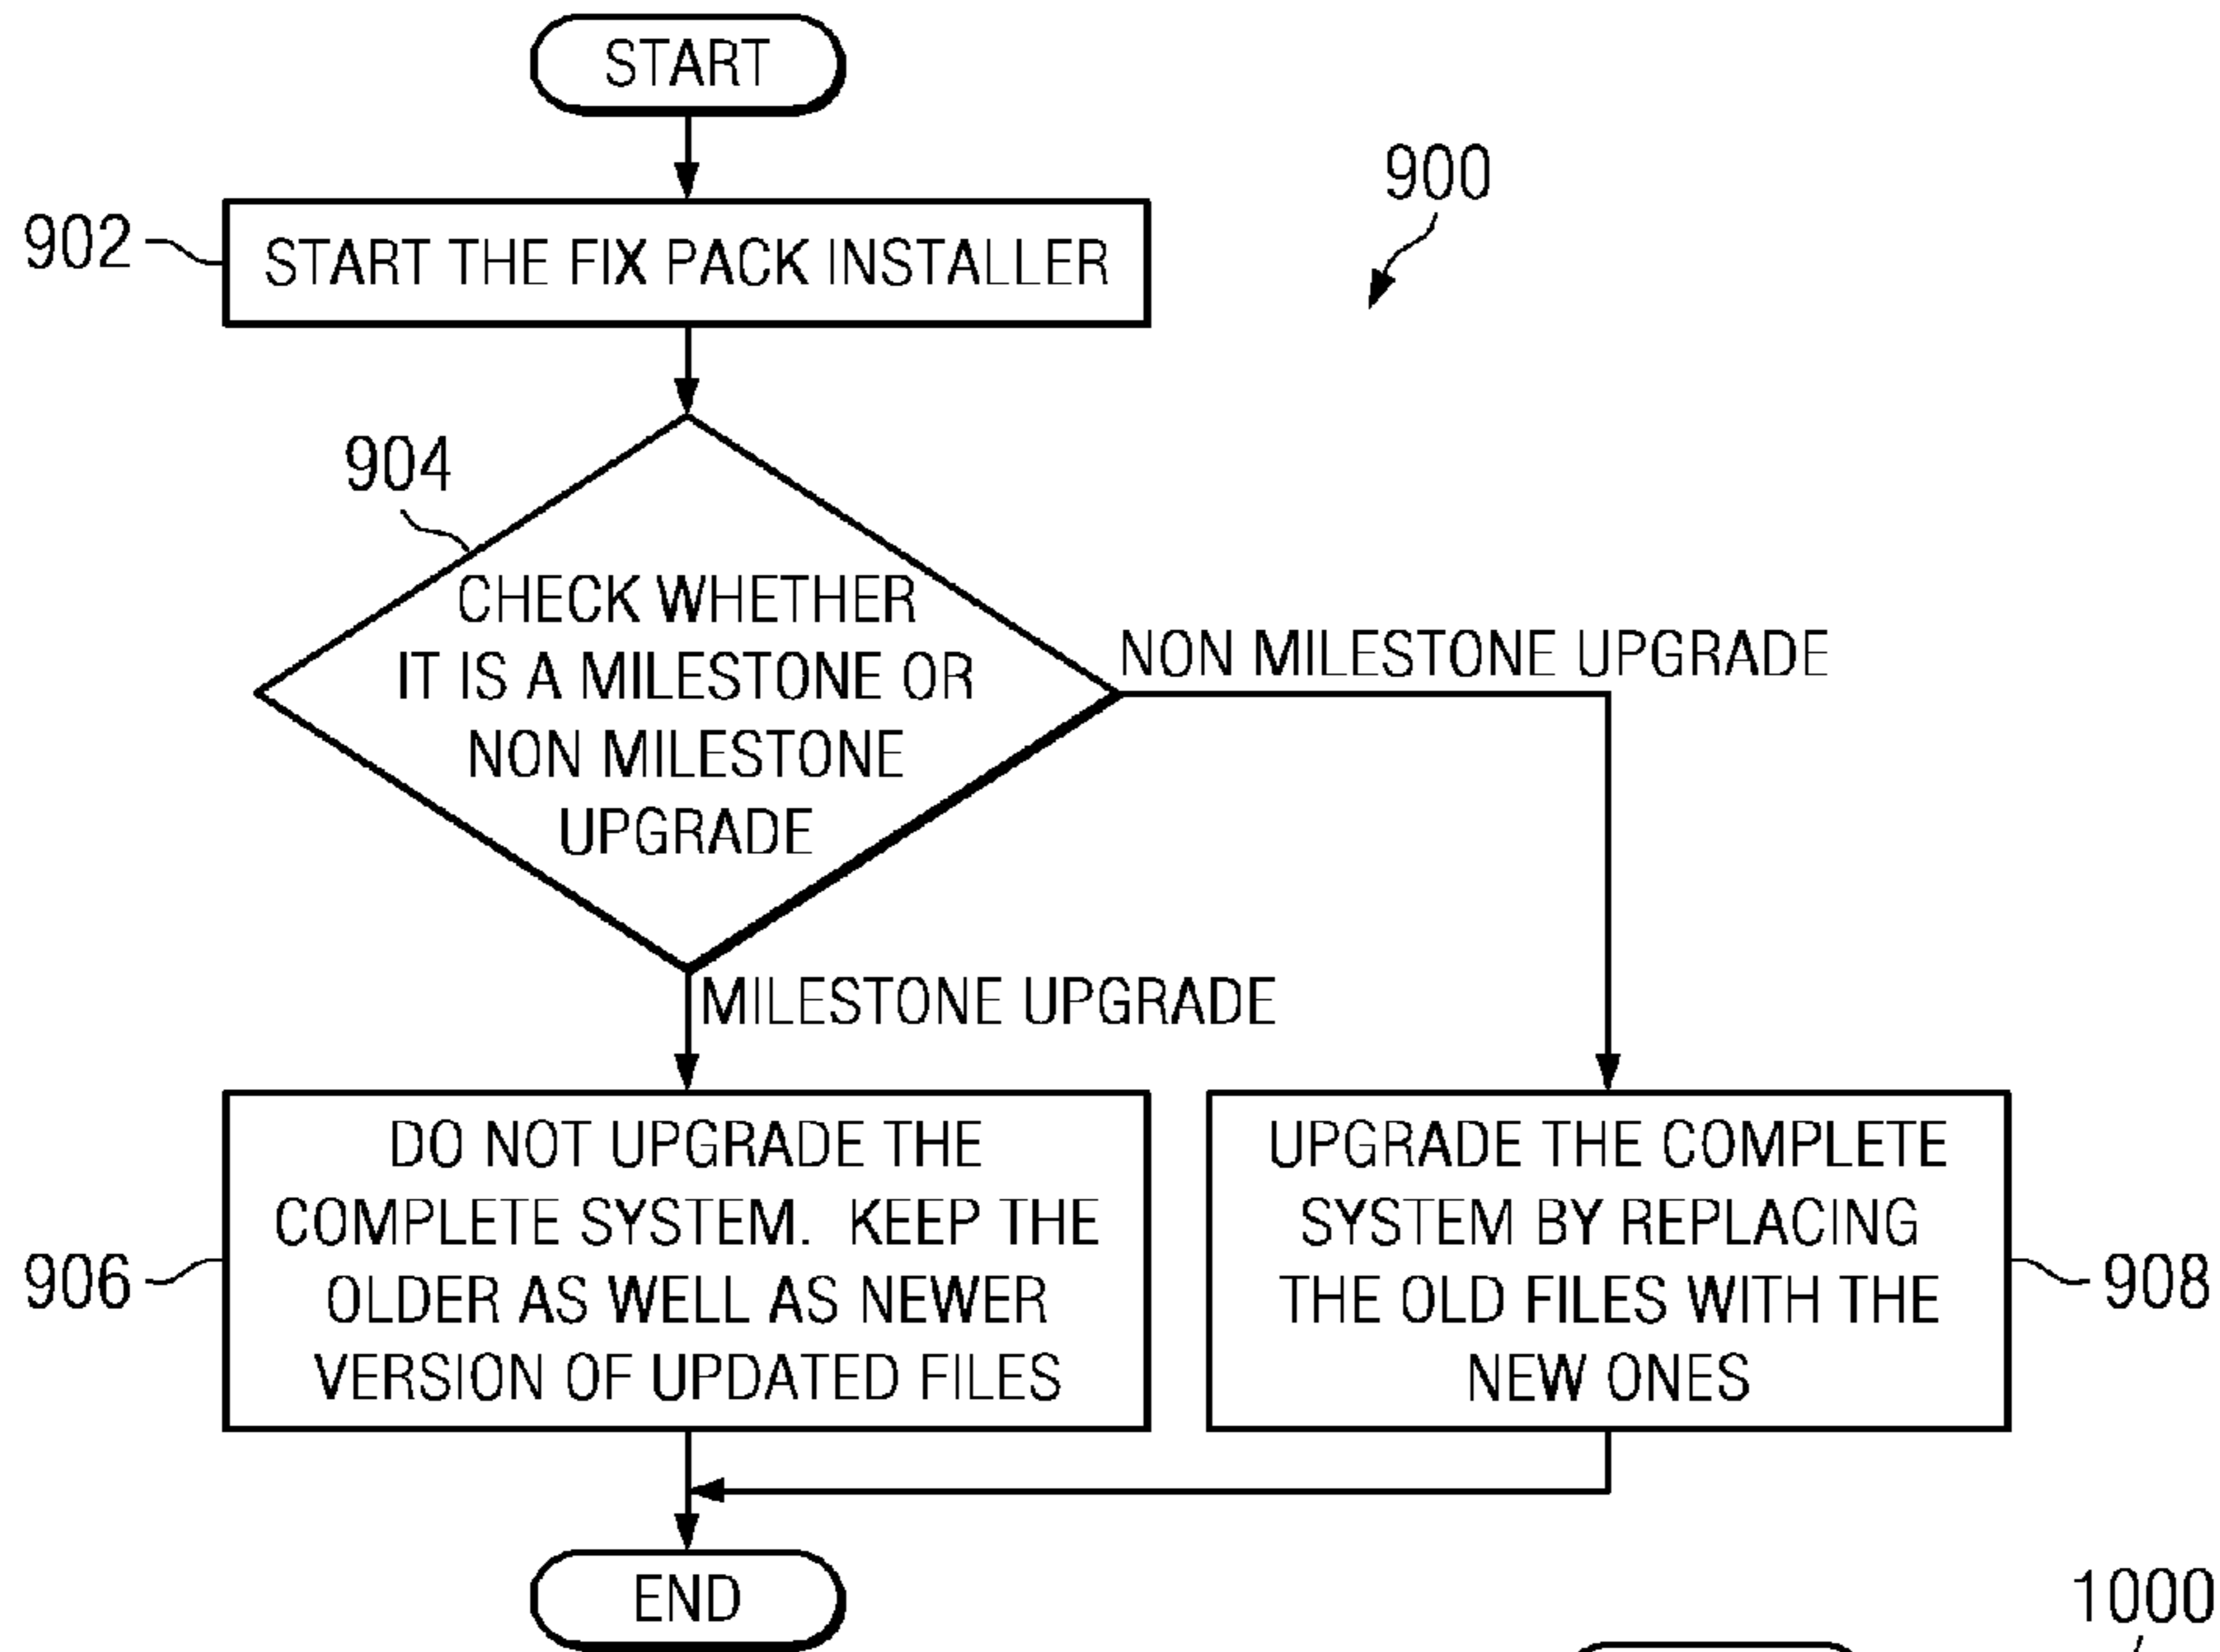 START
900
902
START THE FIX PACK INSTALLER
904
CHECK WHETHER
IT IS A MILESTONE OR
NON MILESTONE
UPGRADE
NON MILESTONE UPGRADE
MILESTONE UPGRADE
906
DO NOT UPGRADE THE
COMPLETE SYSTEM. KEEP THE
OLDER AS WELL AS NEWER
VERSION OF UPDATED FILES
UPGRADE THE COMPLETE
SYSTEM BY REPLACING
THE OLD FILES WITH THE
NEW ONES
908
END
1000